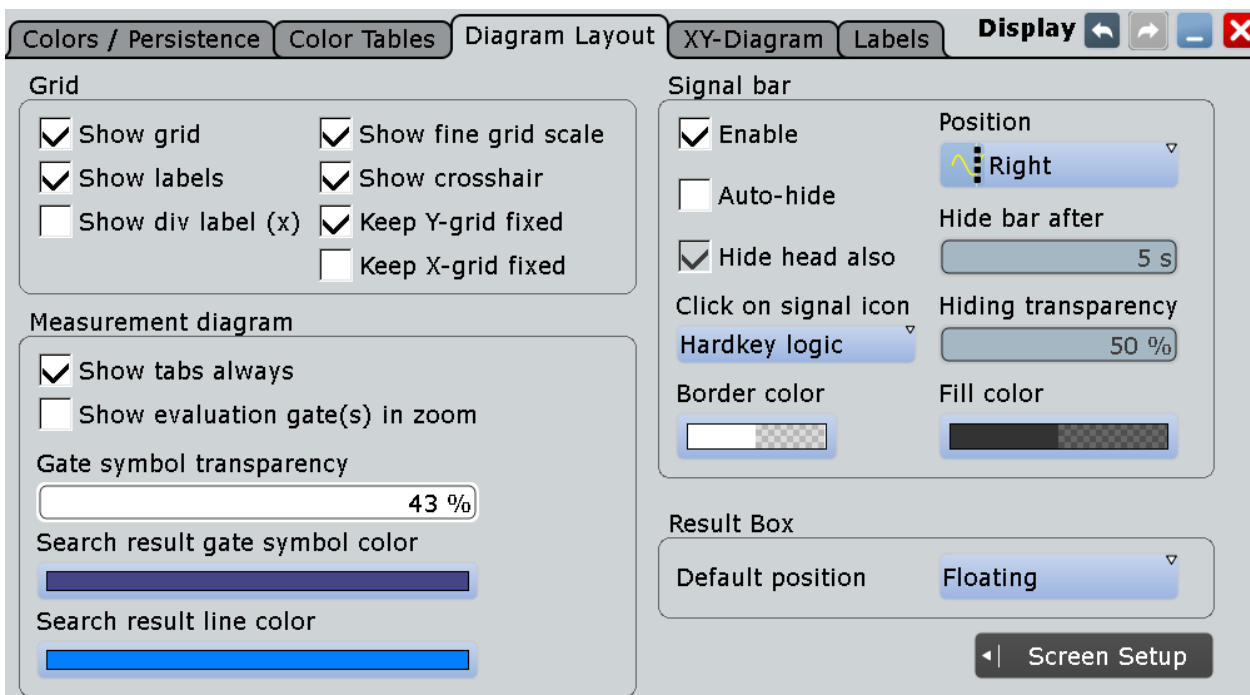 Colors / Persistence
Color Tables
Diagram Layout
XY-Diagram
Labels
Display
Grid
Show grid
Show fine grid scale
Show labels
Show crosshair
Show div label (x)
Keep Y-grid fixed
Keep X-grid fixed
Measurement diagram
Show tabs always
Show evaluation gate(s) in zoom
Gate symbol transparency
43 %
Search result gate symbol color
Search result line color
Signal bar
Enable
Position
Right
Auto-hide
Hide bar after
5 s
Hide head also
Click on signal icon
Hardkey logic
Hiding transparency
50 %
Border color
Fill color
Result Box
Default position
Floating
Screen Setup